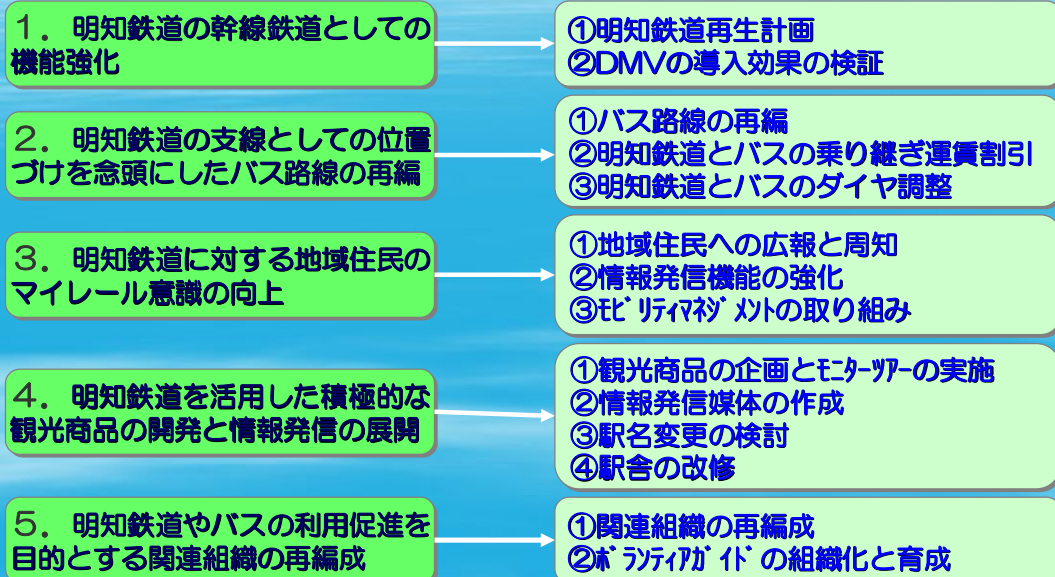 1．明知鉄道の幹線鉄道としての
機能強化
①明知鉄道再生計画
②DMVの導入効果の検証
2．明知鉄道の支線としての位置
づけを念頭にしたバス路線の再編
①バス路線の再編
②明知鉄道とバスの乗り継ぎ運賃割引
③明知鉄道とバスのダイヤ調整
3．明知鉄道に対する地域住民の
マイレール意識の向上
①地域住民への広報と周知
②情報発信機能の強化
③ﾓﾋﾞﾘﾃｨﾏﾈｼﾞﾒﾝﾄの取り組み
4．明知鉄道を活用した積極的な
観光商品の開発と情報発信の展開
①観光商品の企画とﾓﾆﾀｰﾂｱｰの実施
②情報発信媒体の作成
③駅名変更の検討
④駅舎の改修
5．明知鉄道やバスの利用促進を
目的とする関連組織の再編成
①関連組織の再編成
②ﾎﾞﾗﾝﾃｨｱｶﾞｲﾄﾞの組織化と育成